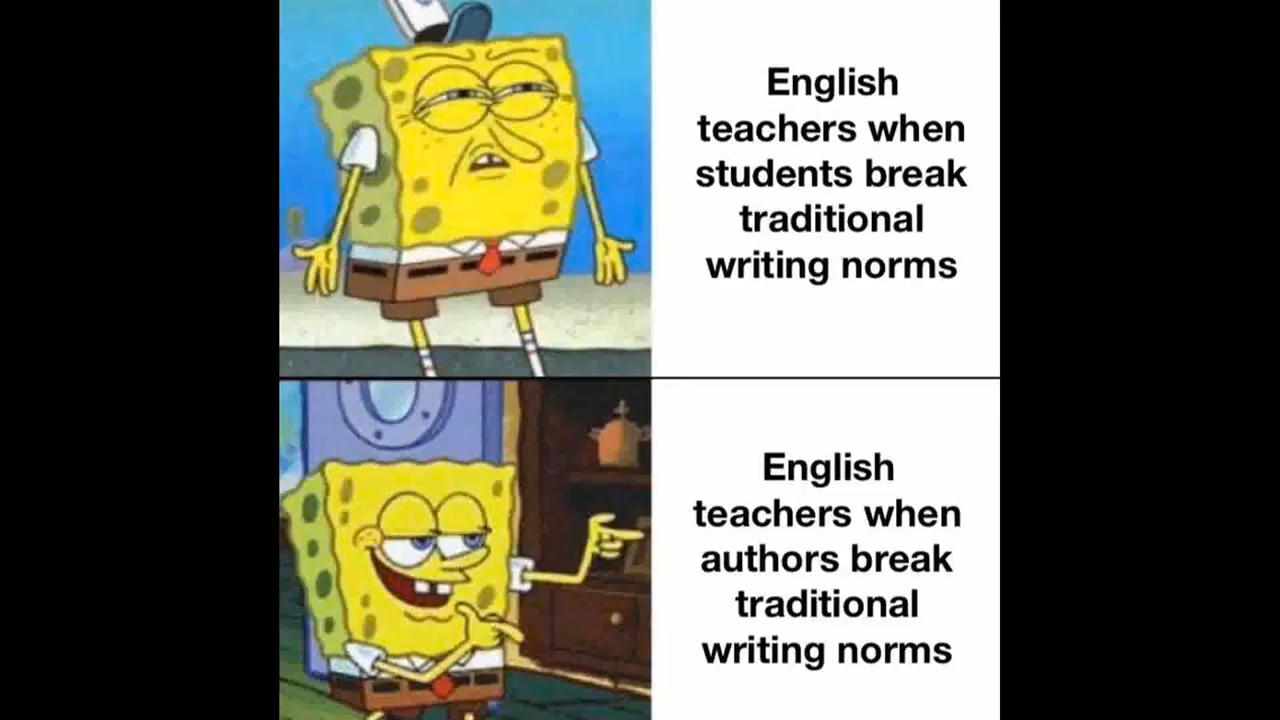 English
teachers when
students break
traditional
writing norms
English
teachers when
authors break
traditional
writing norms